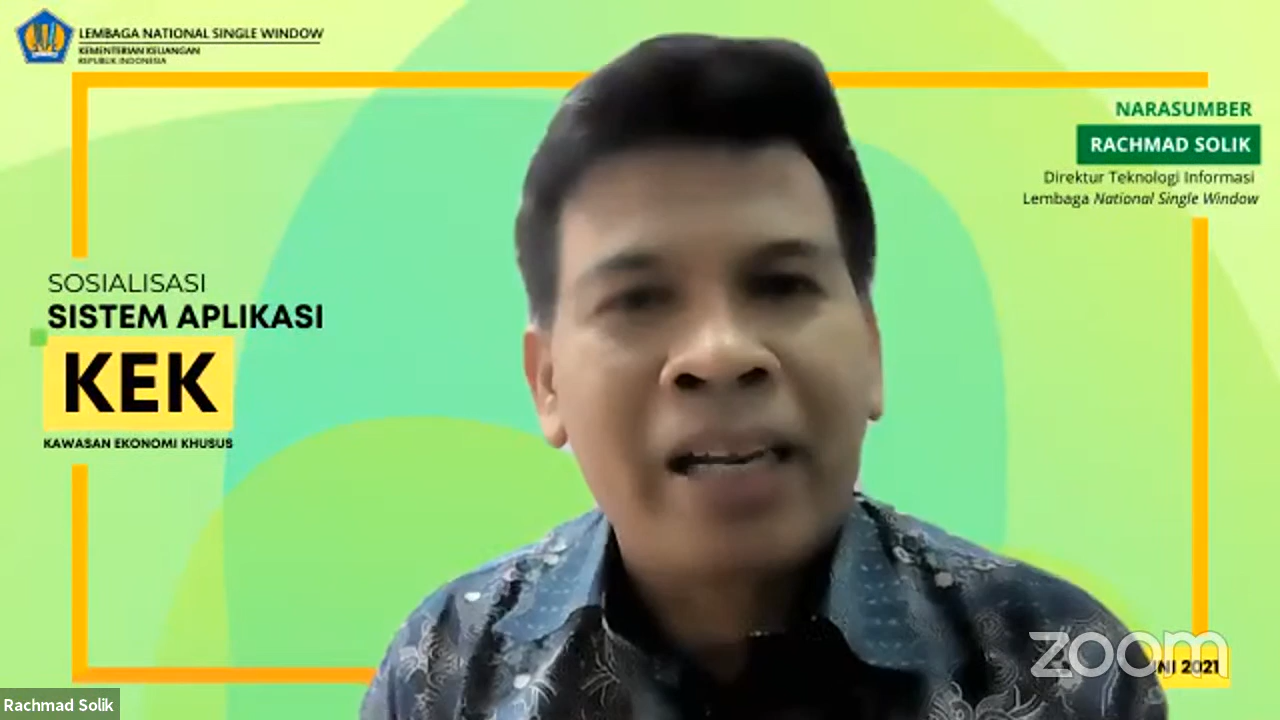 LEMBAGA NATIONAL SINGLE WINDOW
KEMENTERIAN KEUANGAN
REPUBLIK INDONESIA
NARASUMBER
RACHMAD SOLIK
Direktur Teknologi Informasi
Lembaga National Single Window
SOSIALISASI
SISTEM APLIKASI
KEK
KAWASAN EKONOMI KHUSUS
zoom
2021
Rachmad Solik